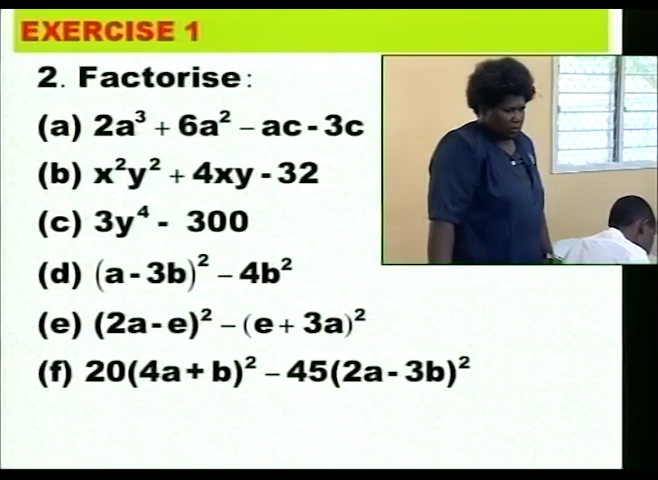 EXERCISE 1
2. Factorise:
(a) 2a³ + 6a² – ac - 3c
(b) x²y² + 4xy - 32
(c) 3y⁴ - 300
(d) (a - 3b)² – 4b²
(e) (2a - e)² – (e + 3a)²
(f) 20(4a + b)² – 45(2a - 3b)²